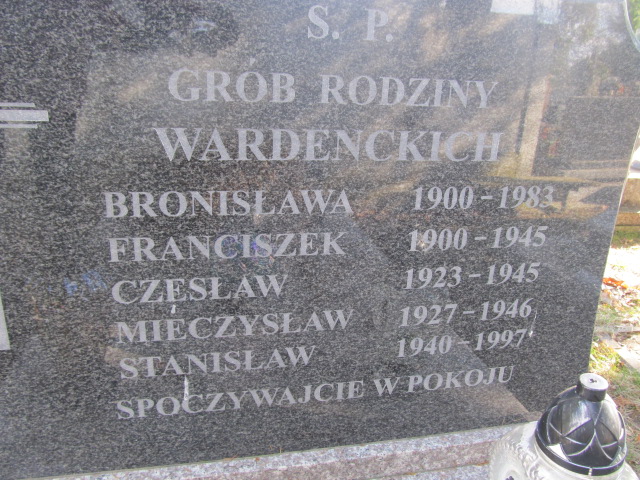 S. P.
GRÓB RODZINY
WARDENCKICH
BRONISŁAWA 1900-1983
FRANCISZEK 1900-1945
CZESŁAW 1923-1945
MIECZYSŁAW 1927-1946
STANISŁAW 1940-1997
SPOCZYWAJCIE W POKOJU